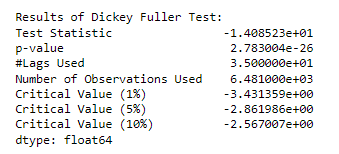 Results of Dickey Fuller Test:
Test Statistic -1.408523e+01
p-value 2.783004e-26
#Lags Used 3.500000e+01
Number of Observations Used 6.481000e+03
Critical Value (1%) -3.431359e+00
Critical Value (5%) -2.861986e+00
Critical Value (10%) -2.567007e+00
dtype: float64